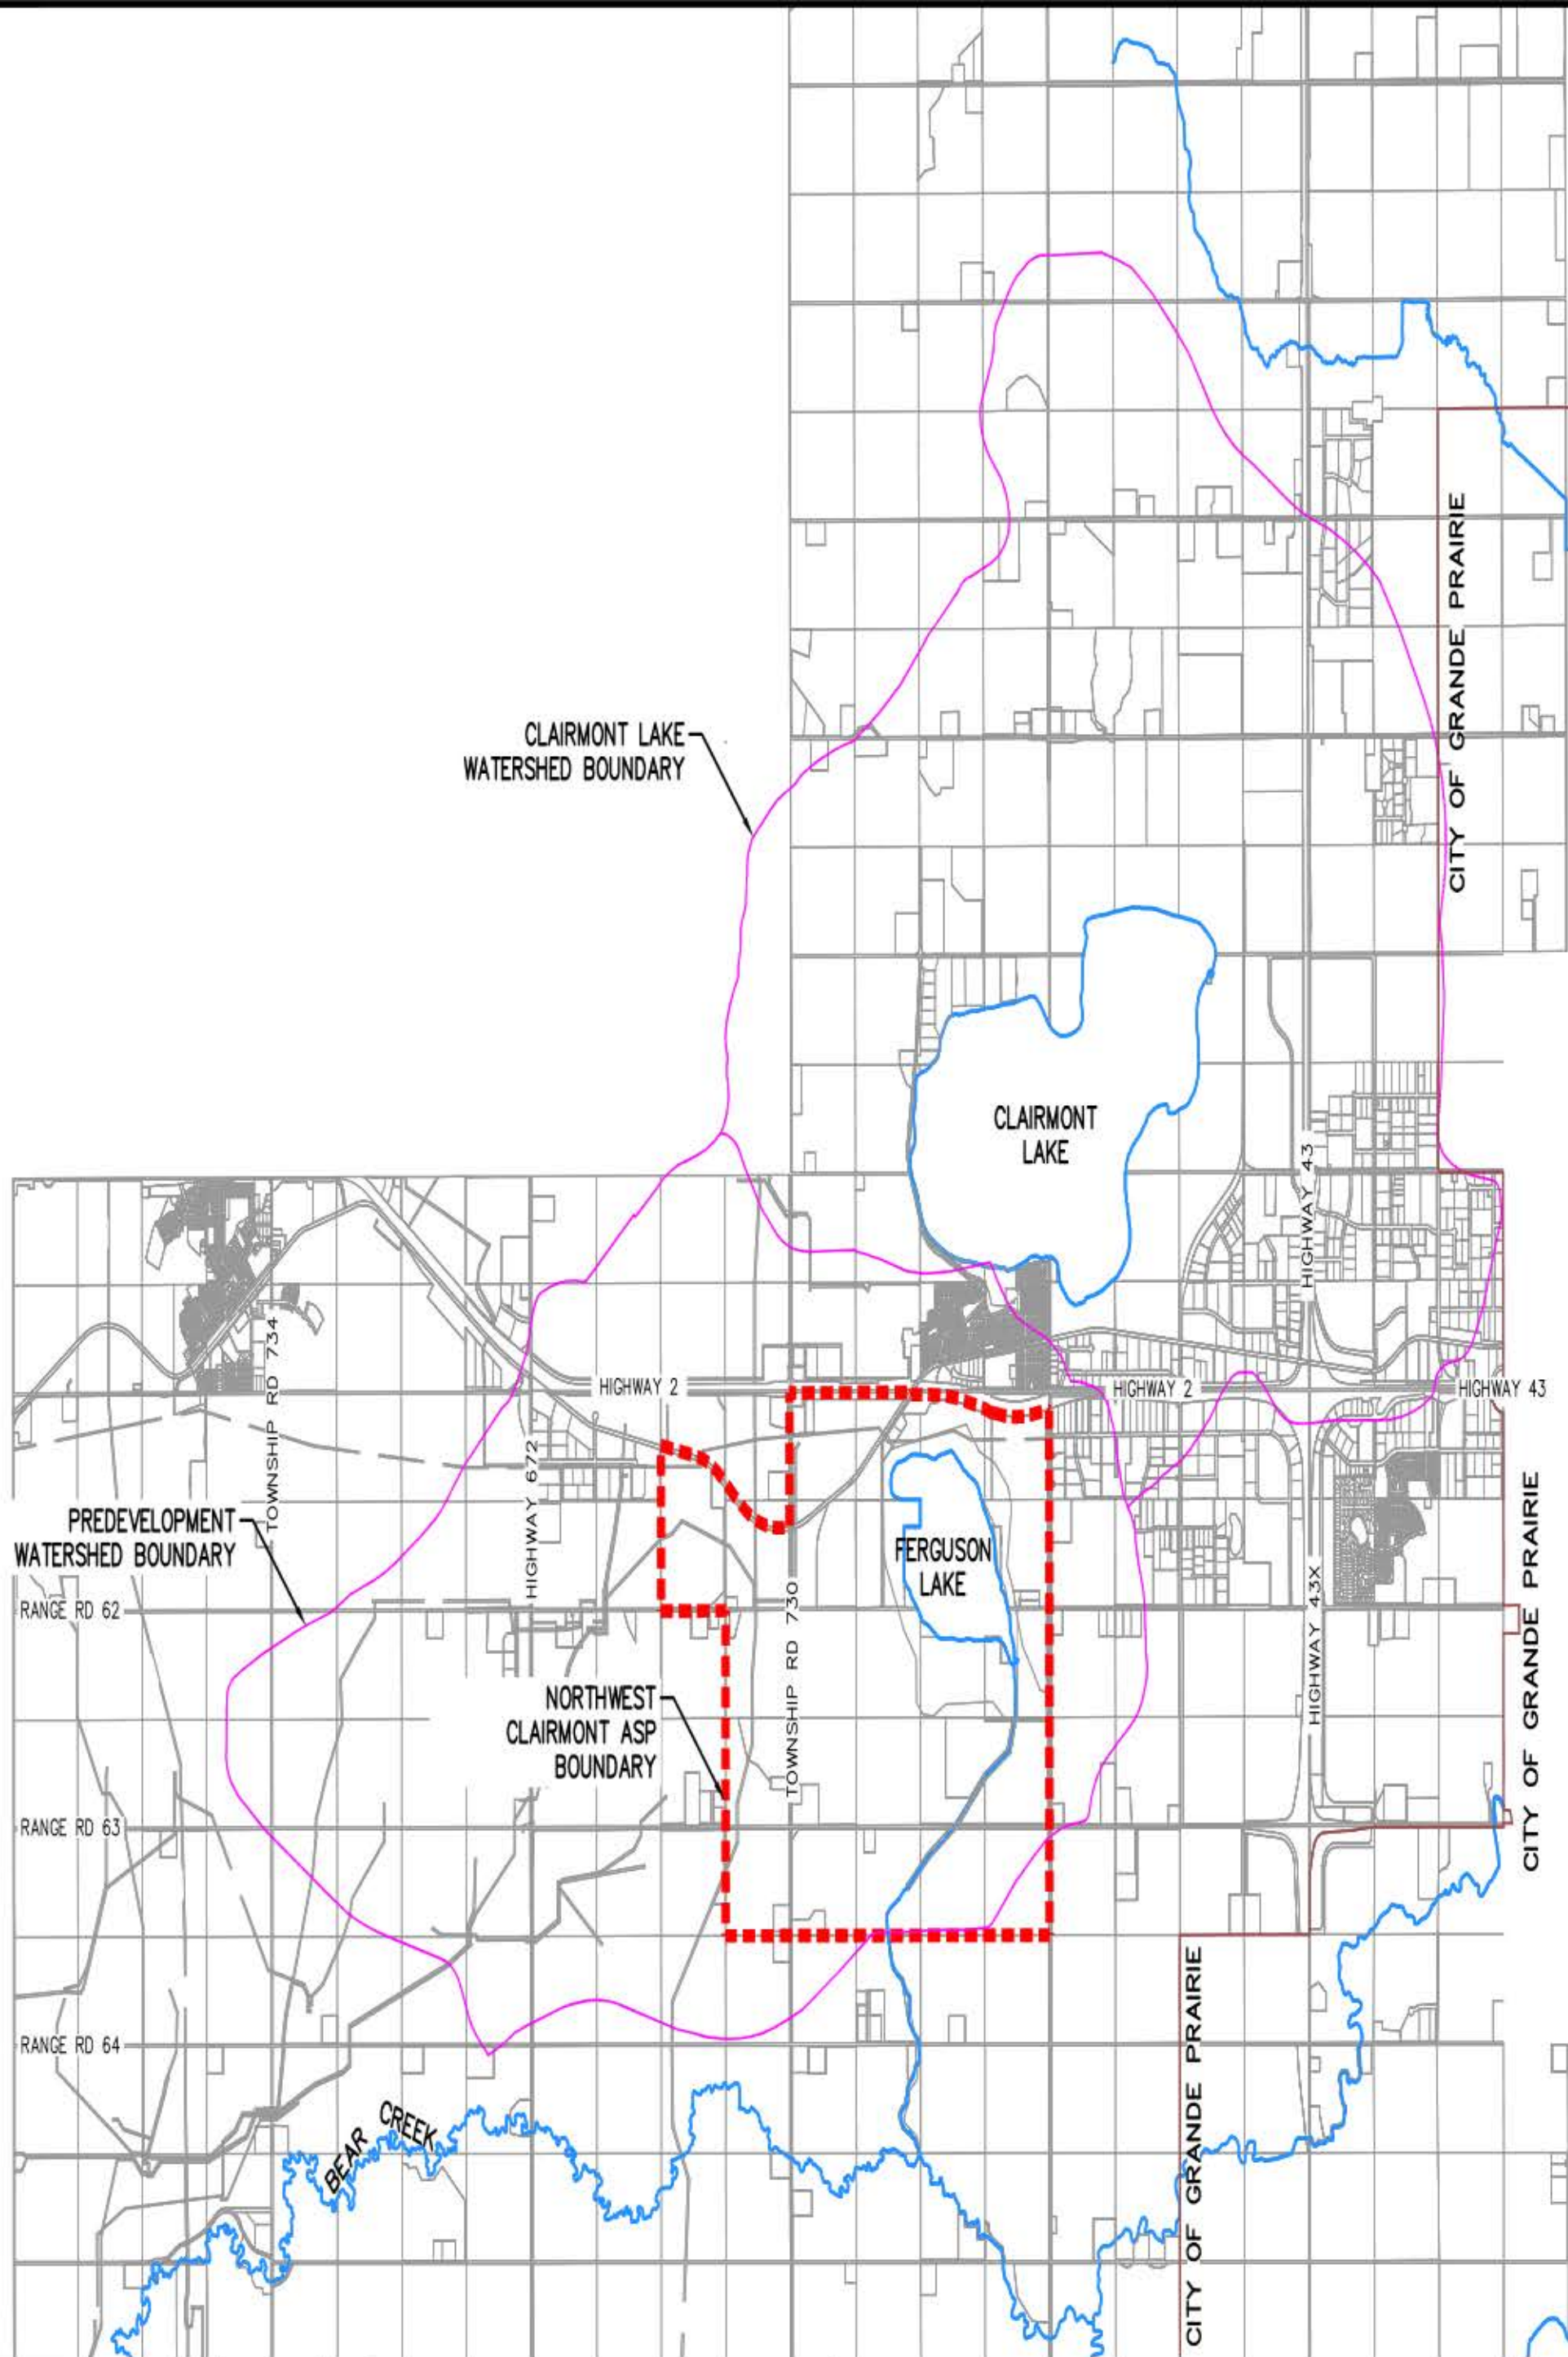 CITY OF GRANDE PRAIRIE
CLAIRMONT LAKE
WATERSHED BOUNDARY
CLAIRMONT
LAKE
HIGHWAY 43
TOWNSHIP RD 734
HIGHWAY 2
HIGHWAY 2
HIGHWAY 43
HIGHWAY 672
PREDEVELOPMENT
WATERSHED BOUNDARY
FERGUSON
LAKE
CITY OF GRANDE PRAIRIE
RANGE RD 62
TOWNSHIP RD 730
HIGHWAY 43X
NORTHWEST
CLAIRMONT ASP
BOUNDARY
RANGE RD 63
RANGE RD 64
CITY OF GRANDE PRAIRIE
BEAR CREEK